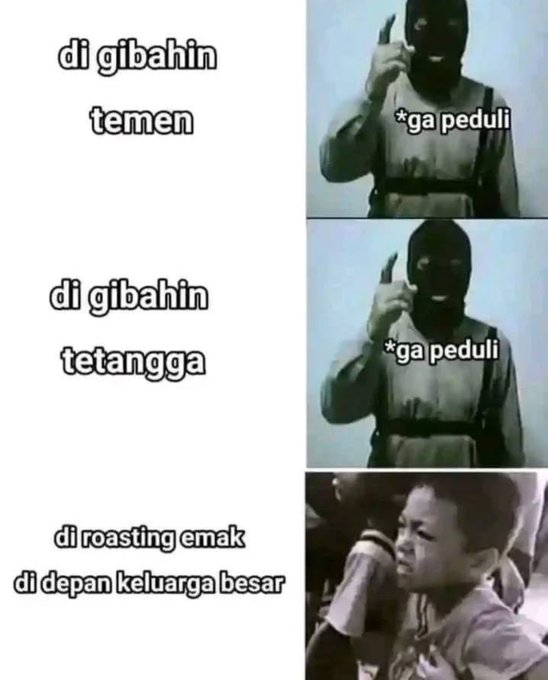 di gibahin
temen
*ga peduli
di gibahin
tetangga
*ga peduli
di roasting emak
di depan keluarga besar